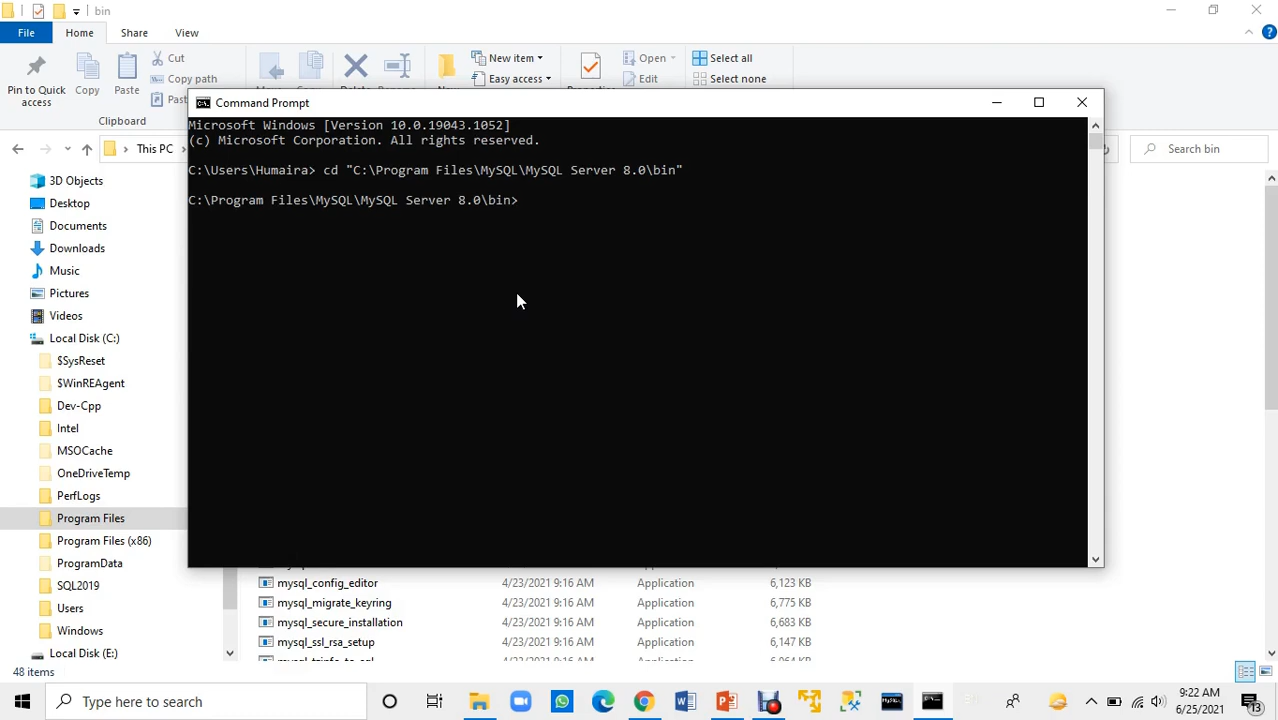 bin
File
Home
Share
View
Pin to Quick
access
Copy
Paste
Cut
Copy path
Clipboard
New item
Easy access
Open
Edit
Select all
Select none
This PC
Search bin
Command Prompt
Microsoft Windows [Version 10.0.19043.1052]
(c) Microsoft Corporation. All rights reserved.
C:\Users\Humaira> cd "C:\Program Files\MySQL\MySQL Server 8.0\bin"
C:\Program Files\MySQL\MySQL Server 8.0\bin>
3D Objects
Desktop
Documents
Downloads
Music
Pictures
Videos
Local Disk (C:)
$SysReset
$WinREAgent
Dev-Cpp
Intel
MSOCache
OneDriveTemp
PerfLogs
Program Files
Program Files (x86)
ProgramData
SQL2019
Users
Windows
Local Disk (E:)
mysql_config_editor 4/23/2021 9:16 AM Application 6,123 KB
mysql_migrate_keyring 4/23/2021 9:16 AM Application 6,775 KB
mysql_secure_installation 4/23/2021 9:16 AM Application 6,683 KB
mysql_ssl_rsa_setup 4/23/2021 9:16 AM Application 6,147 KB
48 items
Type here to search
9:22 AM
6/25/2021
13